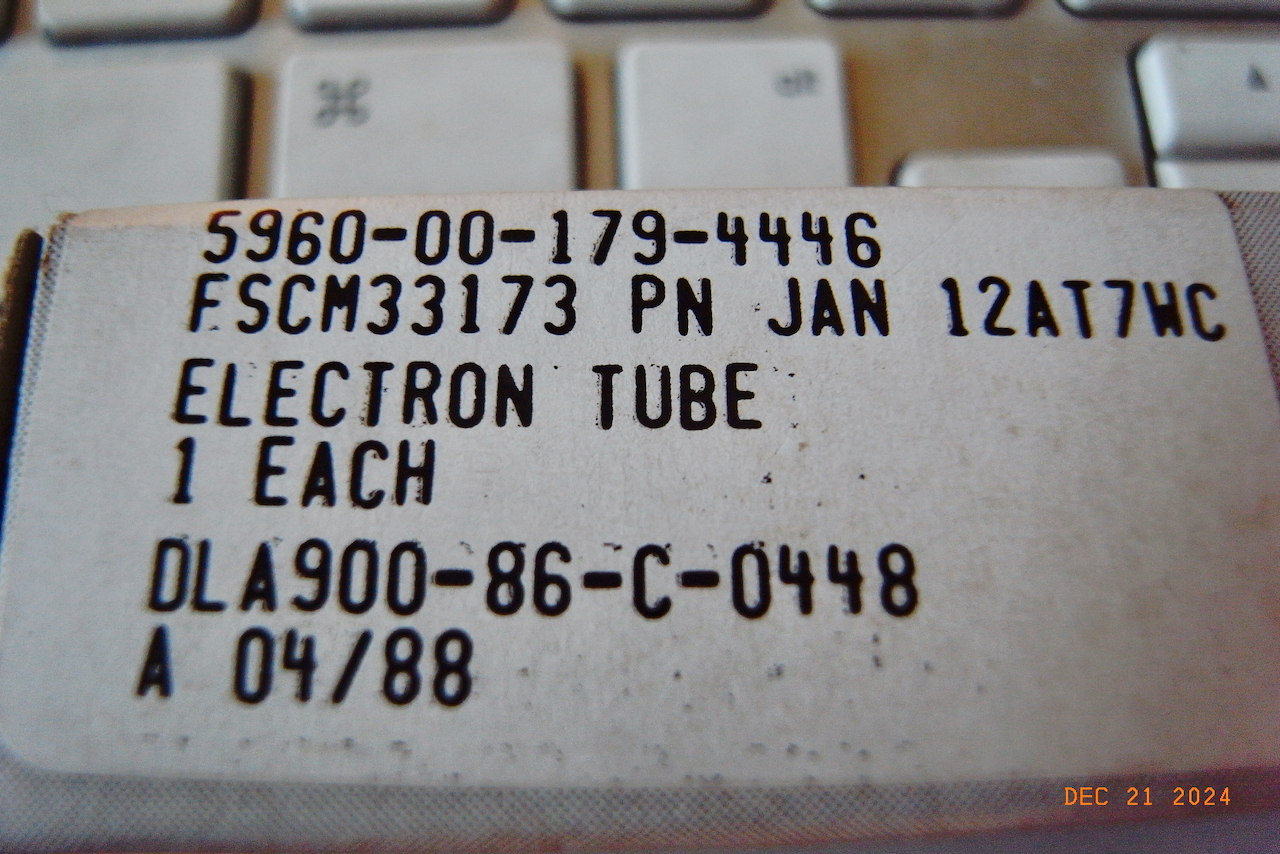 ⌘
alt
5960-00-179-4446
FSCM33173 PN JAN 12AT7WC
ELECTRON TUBE
1 EACH
DLA900-86-C-0448
A 04/88
DEC 21 2024